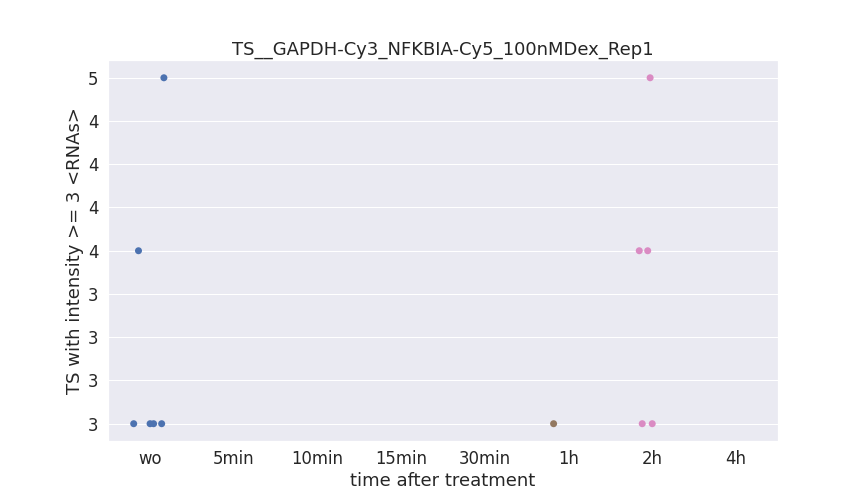 TS__GAPDH-Cy3_NFKBIA-Cy5_100nMDex_Rep1
TS with intensity >= 3 <RNAs>
5
4
4
4
4
3
3
3
3
wo 5min 10min 15min 30min 1h 2h 4h
time after treatment